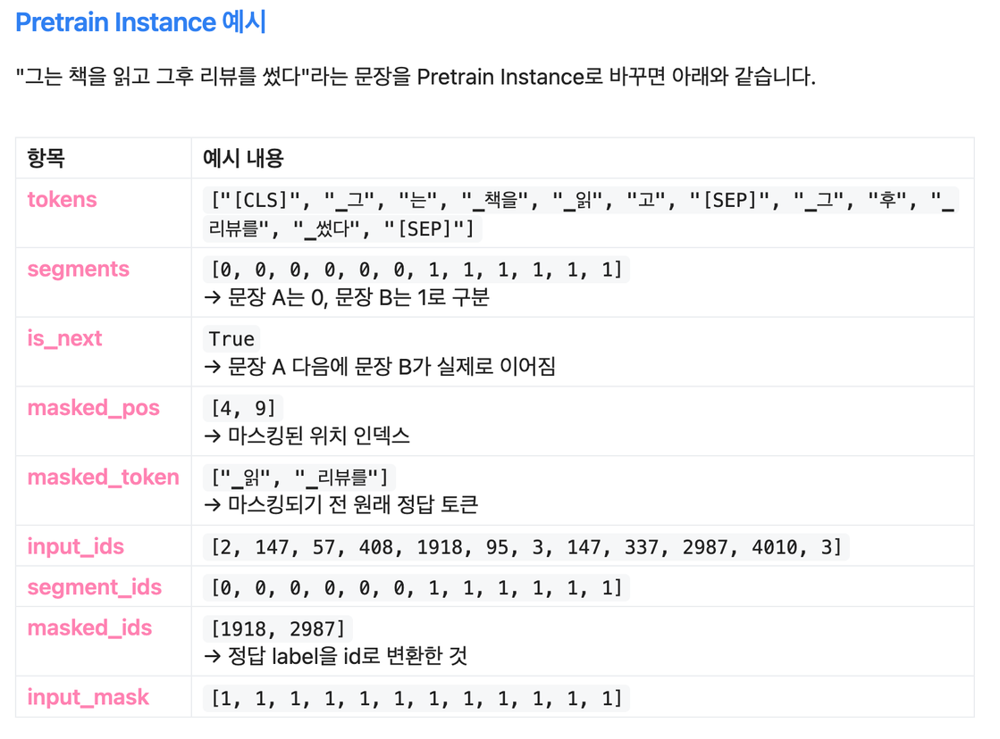 Pretrain Instance 예시
"그는 책을 읽고 그후 리뷰를 썼다"라는 문장을 Pretrain Instance로 바꾸면 아래와 같습니다.
항목 예시 내용
tokens ["[CLS]", "_그", "는", "_책을", "_읽", "고", "[SEP]", "_그", "후", "_
리뷰를", "_썼다", "[SEP]"]
segments [0, 0, 0, 0, 0, 0, 1, 1, 1, 1, 1, 1]
→ 문장 A는 0, 문장 B는 1로 구분
is_next True
→ 문장 A 다음에 문장 B가 실제로 이어짐
masked_pos [4, 9]
→ 마스킹된 위치 인덱스
masked_token ["_읽", "_리뷰를"]
→ 마스킹되기 전 원래 정답 토큰
input_ids [2, 147, 57, 408, 1918, 95, 3, 147, 337, 2987, 4010, 3]
segment_ids [0, 0, 0, 0, 0, 0, 1, 1, 1, 1, 1, 1]
masked_ids [1918, 2987]
→ 정답 label을 id로 변환한 것
input_mask [1, 1, 1, 1, 1, 1, 1, 1, 1, 1, 1, 1]